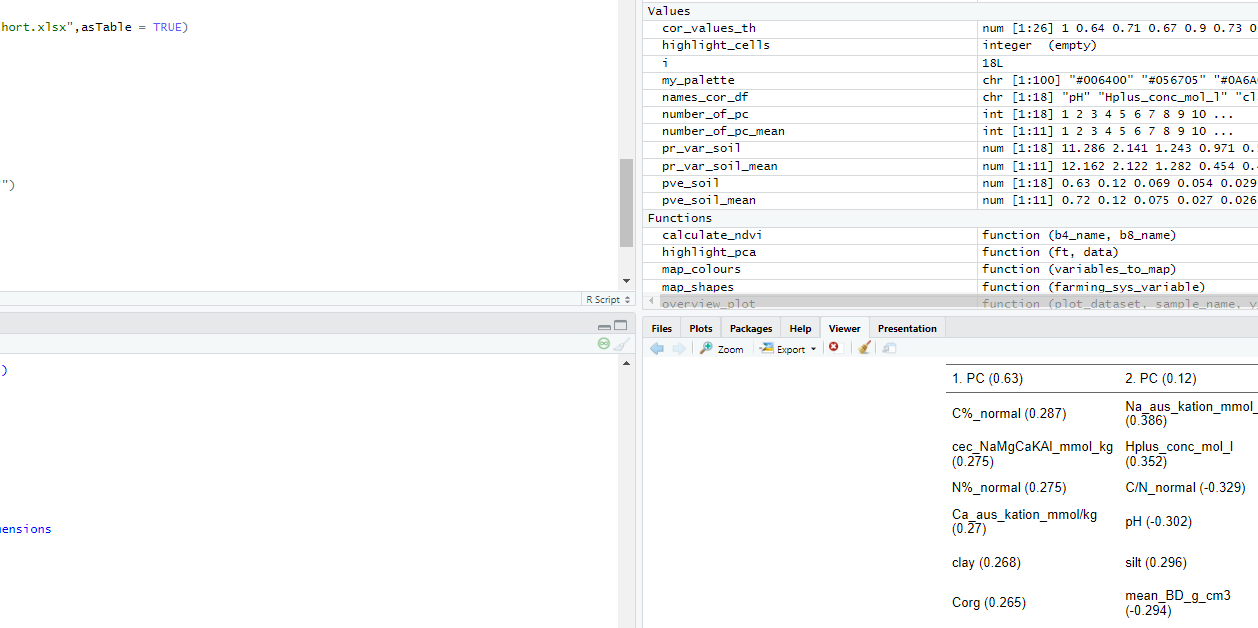 hort.xlsx",asTable = TRUE)
")
R Script
)
ensions
Values
cor_values_th num [1:26] 1 0.64 0.71 0.67 0.9 0.73 0
highlight_cells integer (empty)
i 18L
my_palette chr [1:100] "#006400" "#056705" "#0A6A
names_cor_df chr [1:18] "pH" "Hplus_conc_mol_l" "cl
number_of_pc int [1:18] 1 2 3 4 5 6 7 8 9 10 ...
number_of_pc_mean int [1:11] 1 2 3 4 5 6 7 8 9 10 ...
pr_var_soil num [1:18] 11.286 2.141 1.243 0.971 0.
pr_var_soil_mean num [1:11] 12.162 2.122 1.282 0.454 0.
pve_soil num [1:18] 0.63 0.12 0.069 0.054 0.029
pve_soil_mean num [1:11] 0.72 0.12 0.075 0.027 0.026
Functions
calculate_ndvi function (b4_name, b8_name)
highlight_pca function (ft, data)
map_colours function (variables_to_map)
map_shapes function (farming_sys_variable)
overview_plot function (plot_dataset, sample_name, y
Files Plots Packages Help Viewer Presentation
Zoom Export
1. PC (0.63) 2. PC (0.12)
C%_normal (0.287) Na_aus_kation_mmol_
(0.386)
cec_NaMgCaKAl_mmol_kg Hplus_conc_mol_l
(0.275) (0.352)
N%_normal (0.275) C/N_normal (-0.329)
Ca_aus_kation_mmol/kg
(0.27) pH (-0.302)
clay (0.268) silt (0.296)
Corg (0.265) mean_BD_g_cm3
(-0.294)